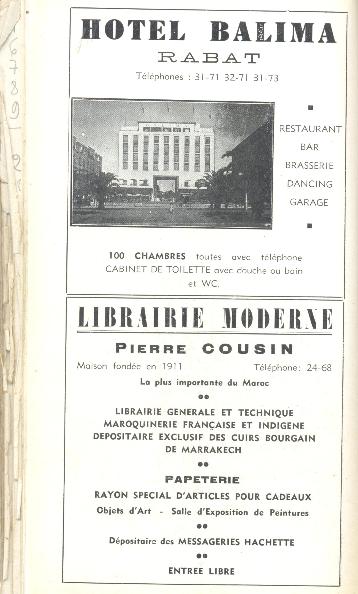 HOTEL BALIMA
RABAT
Téléphones : 31-71 32-71 31-73
RESTAURANT
BAR
BRASSERIE
DANCING
GARAGE
100 CHAMBRES toutes avec téléphone
CABINET DE TOILETTE avec douche ou bain
et WC.
LIBRAIRIE MODERNE
PIERRE COUSIN
Maison fondée en 1911 Téléphone: 24-68
La plus importante du Maroc
LIBRAIRIE GENERALE ET TECHNIQUE
MAROQUINERIE FRANÇAISE ET INDIGENE
DEPOSITAIRE EXCLUSIF DES CUIRS BOURGAIN
DE MARRAKECH
PAPETERIE
RAYON SPECIAL D'ARTICLES POUR CADEAUX
Objets d'Art - Salle d'Exposition de Peintures
Dépositaire des MESSAGERIES HACHETTE
ENTREE LIBRE